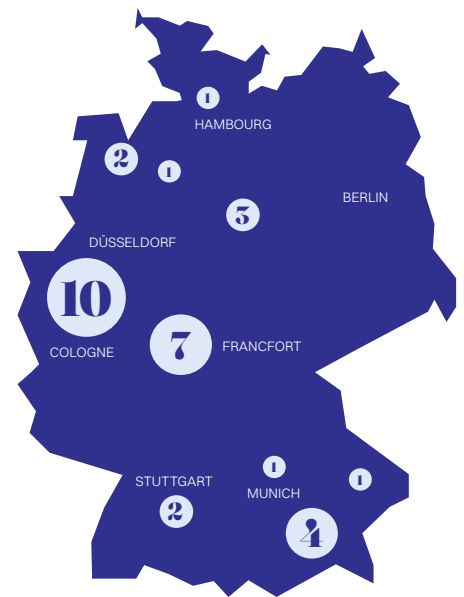 1
HAMBOURG
2
1
BERLIN
3
DÜSSELDORF
10
7
FRANCFORT
COLOGNE
1
STUTTGART
1
MUNICH
2
4